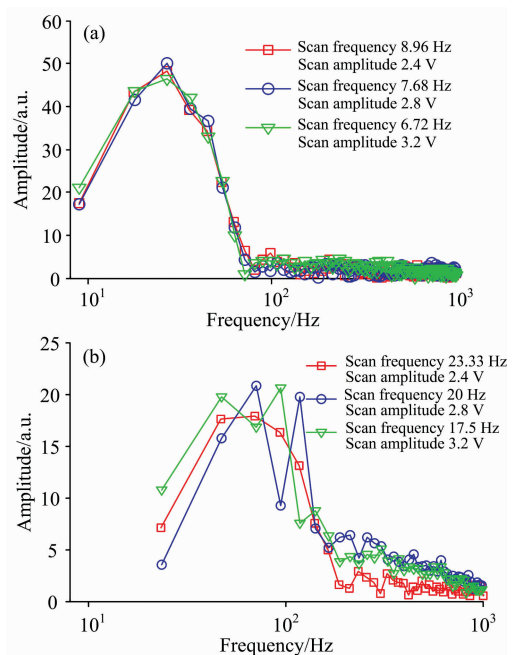 (a)
60
50
40
30
20
10
0
Amplitude/a.u.
Scan frequency 8.96 Hz
Scan amplitude 2.4 V
Scan frequency 7.68 Hz
Scan amplitude 2.8 V
Scan frequency 6.72 Hz
Scan amplitude 3.2 V
10¹
10²
10³
Frequency/Hz
(b)
25
20
15
10
5
0
Amplitude/a.u.
Scan frequency 23.33 Hz
Scan amplitude 2.4 V
Scan frequency 20 Hz
Scan amplitude 2.8 V
Scan frequency 17.5 Hz
Scan amplitude 3.2 V
10¹
10²
10³
Frequency/Hz